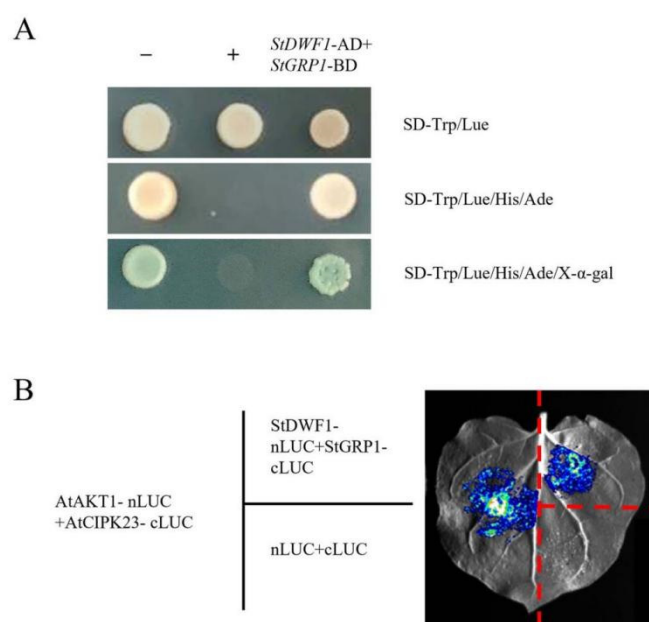 A
–
+
StDWF1-AD+
StGRP1-BD
SD-Trp/Lue
SD-Trp/Lue/His/Ade
SD-Trp/Lue/His/Ade/X-α-gal
B
StDWF1-
nLUC+StGRP1-
cLUC
AtAKT1- nLUC
+AtCIPK23- cLUC
nLUC+cLUC